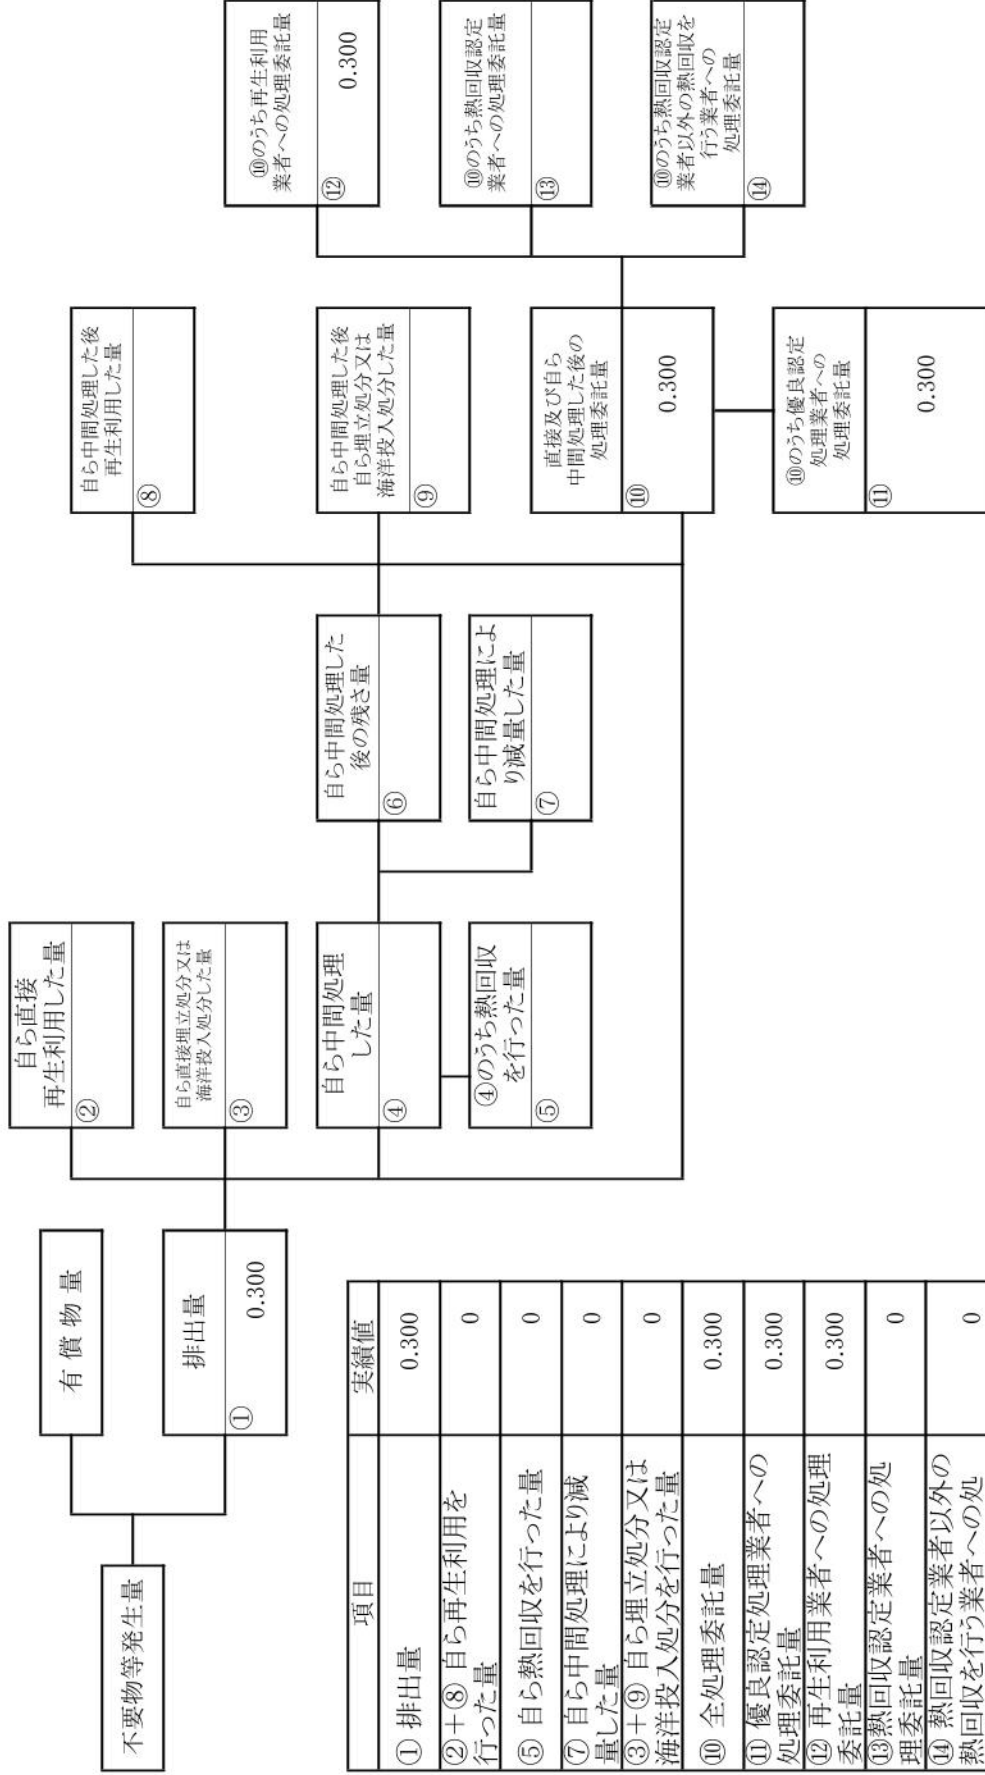 不要物等発生量
有 償 物 量
排出量
①
0.300
自ら直接
再生利用した量
②
自ら直接埋立処分又は
海洋投入処分した量
③
自ら中間処理
した量
④
④のうち熱回収
を行った量
⑤
自ら中間処理した
後の残さ量
⑥
自ら中間処理によ
り減量した量
⑦
自ら中間処理した後
再生利用した量
⑧
自ら中間処理した後
自ら埋立処分又は
海洋投入処分した量
⑨
直接及び自ら
中間処理した後の
処理委託量
⑩
0.300
⑩のうち優良認定
処理業者への
処理委託量
⑪
0.300
⑩のうち再生利用
業者への処理委託量
⑫
0.300
⑩のうち熱回収認定
業者への処理委託量
⑬
⑩のうち熱回収認定
業者以外の熱回収を
行う業者への
処理委託量
⑭
項目 実績値
① 排出量 0.300
②＋⑧ 自ら再生利用を
行った量 0
⑤ 自ら熱回収を行った量 0
⑦ 自ら中間処理により減
量した量 0
③＋⑨ 自ら埋立処分又は
海洋投入処分を行った量 0
⑩ 全処理委託量 0.300
⑪ 優良認定処理業者への
処理委託量 0.300
⑫ 再生利用業者への処理
委託量 0.300
⑬熱回収認定業者への処
理委託量 0
⑭ 熱回収認定業者以外の
熱回収を行う業者への処 0